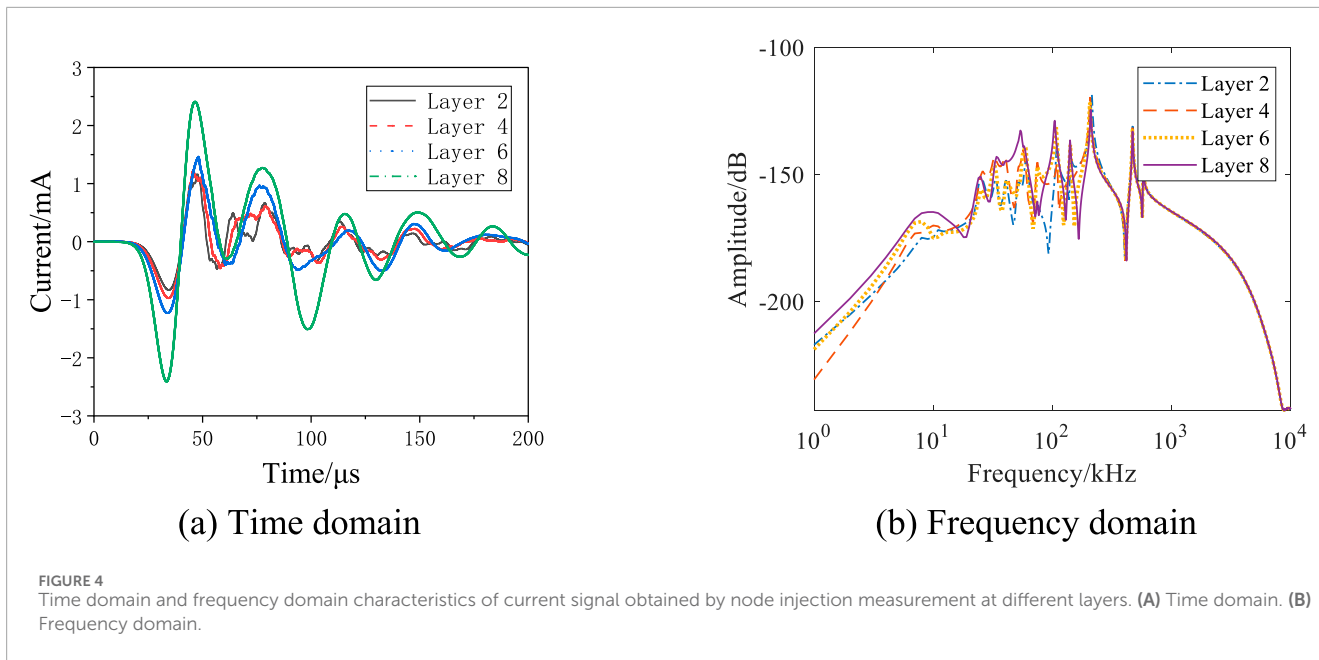 3
2
1
0
−1
−2
−3
0
50
100
150
200
Current/mA
Time/μs
Layer 2
Layer 4
Layer 6
Layer 8
(a) Time domain
-100
-150
-200
10^0
10^1
10^2
10^3
10^4
Amplitude/dB
Frequency/kHz
Layer 2
Layer 4
Layer 6
Layer 8
(b) Frequency domain
FIGURE 4
Time domain and frequency domain characteristics of current signal obtained by node injection measurement at different layers. (A) Time domain. (B)
Frequency domain.